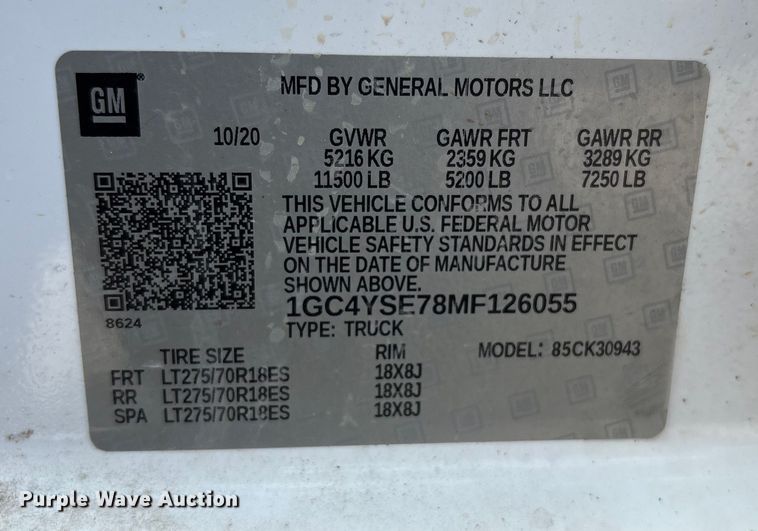 GM
MFD BY GENERAL MOTORS LLC
10/20 GVWR GAWR FRT GAWR RR
5216 KG 2359 KG 3289 KG
11500 LB 5200 LB 7250 LB
THIS VEHICLE CONFORMS TO ALL
APPLICABLE U.S. FEDERAL MOTOR
VEHICLE SAFETY STANDARDS IN EFFECT
ON THE DATE OF MANUFACTURE
SHOWN ABOVE.
8624
1GC4YSE78MF126055
TYPE: TRUCK
TIRE SIZE RIM MODEL: 85CK30943
FRT LT275/70R18ES 18X8J
RR LT275/70R18ES 18X8J
SPA LT275/70R18ES 18X8J
Purple Wave Auction